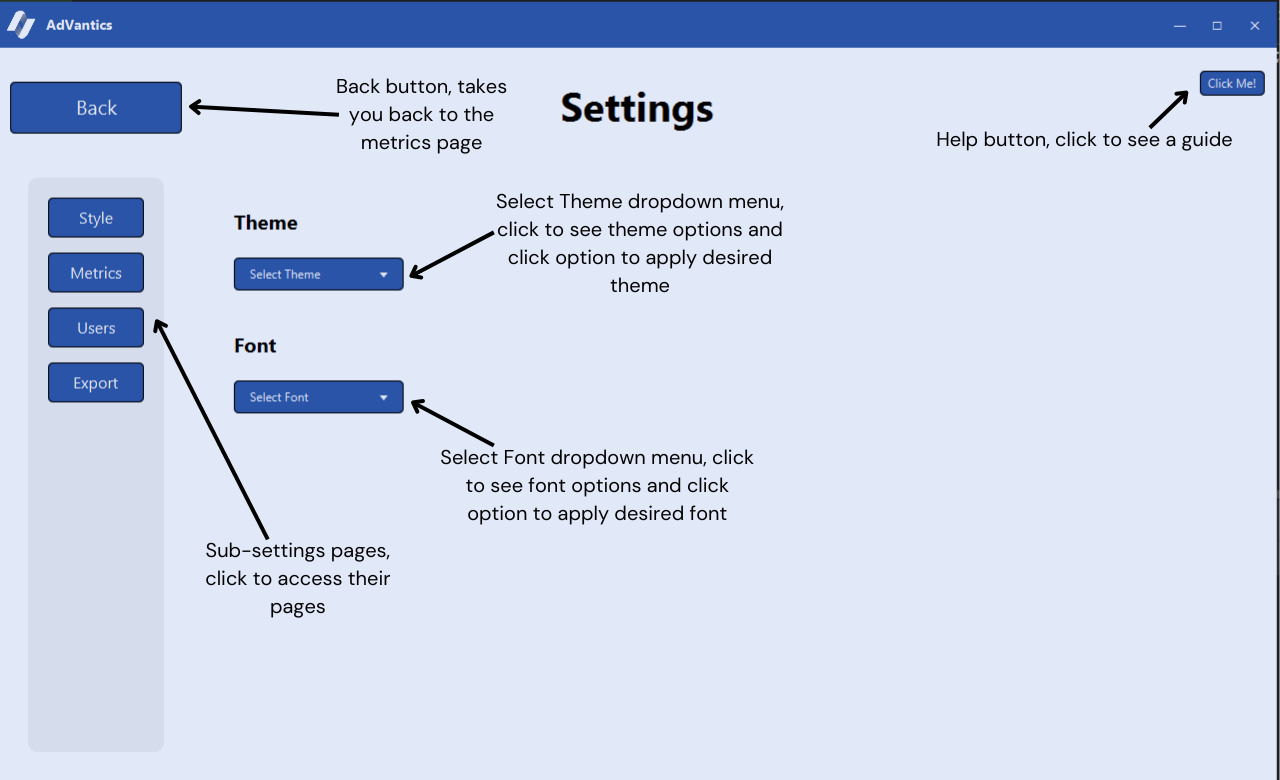 AdVantics
Back
Back button, takes
you back to the
metrics page
Settings
Click Me!
Help button, click to see a guide
Style
Metrics
Users
Export
Theme
Select Theme
Select Theme dropdown menu,
click to see theme options and
click option to apply desired
theme
Font
Select Font
Select Font dropdown menu, click
to see font options and click
option to apply desired font
Sub-settings pages,
click to access their
pages